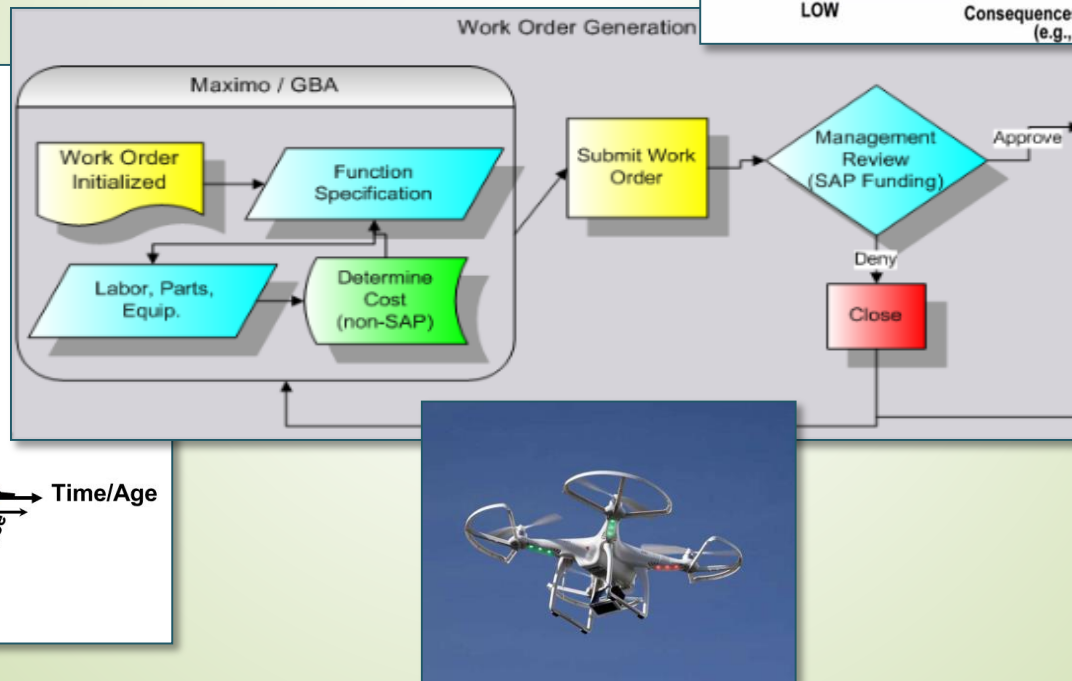 LOW
Consequences
(e.g.,
Work Order Generation
Maximo / GBA
Work Order
Initialized
Function
Specification
Submit Work
Order
Management
Review
(SAP Funding)
Approve
Labor, Parts,
Equip.
Determine
Cost
(non-SAP)
Deny
Close
Time/Age